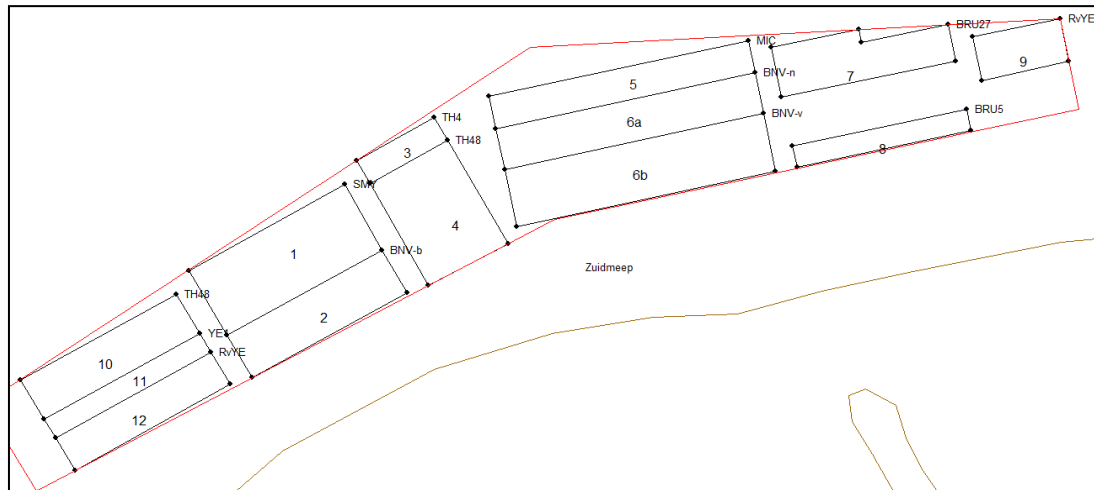 RvYE
BRU27
MIC
9
BNV-n
5
7
BRU5
BNV-v
TH4
6a
TH48
3
8
SMY
6b
4
1
BNV-b
Zuidmeep
TH48
2
YE4
10
RvYE
11
12